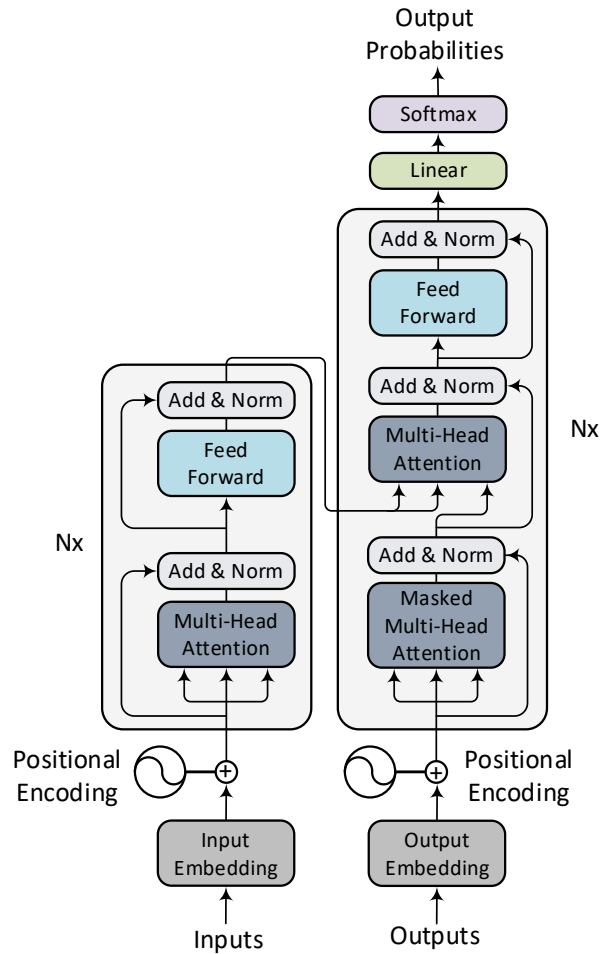 Output
Probabilities
Softmax
Linear
Add & Norm
Feed
Forward
Add & Norm
Multi-Head
Attention
Nx
Add & Norm
Masked
Multi-Head
Attention
Add & Norm
Feed
Forward
Nx
Add & Norm
Multi-Head
Attention
Positional
Encoding
Positional
Encoding
Input
Embedding
Output
Embedding
Inputs
Outputs